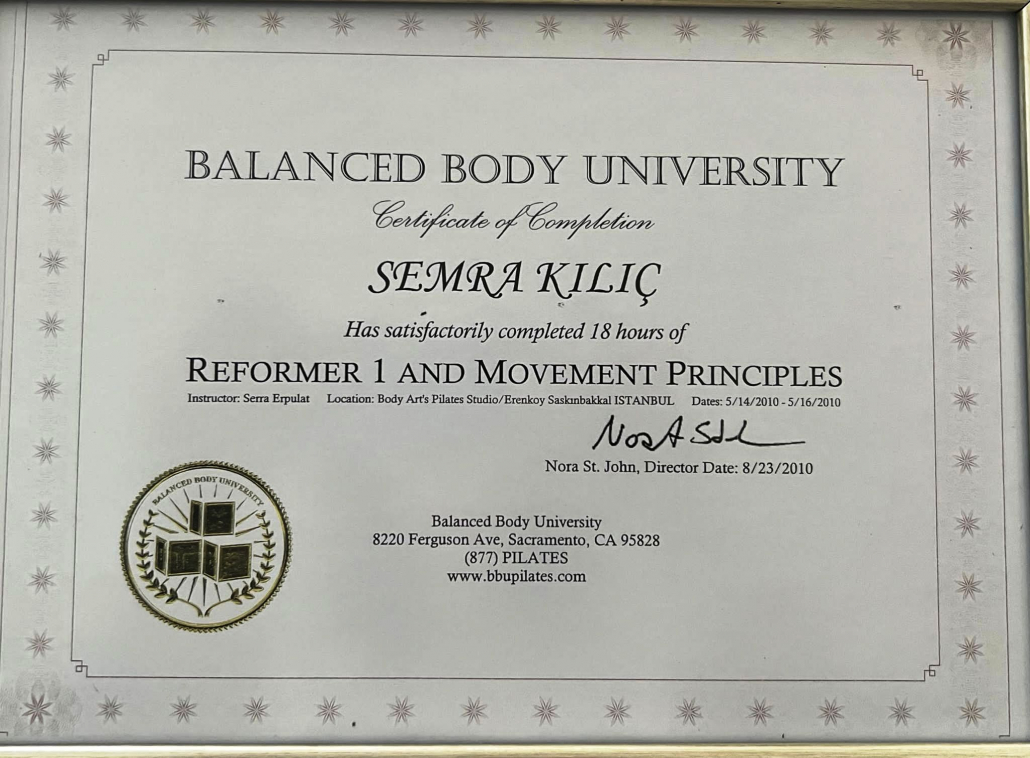 BALANCED BODY UNIVERSITY
Certificate of Completion
SEMRA KILIÇ
Has satisfactorily completed 18 hours of
REFORMER 1 AND MOVEMENT PRINCIPLES
Instructor: Serra Erpulat Location: Body Art's Pilates Studio/Erenkoy Saskınbakkal ISTANBUL Dates: 5/14/2010 - 5/16/2010
Nora St. John, Director Date: 8/23/2010
BALANCED BODY UNIVERSITY
Balanced Body University
8220 Ferguson Ave, Sacramento, CA 95828
(877) PILATES
www.bbupilates.com